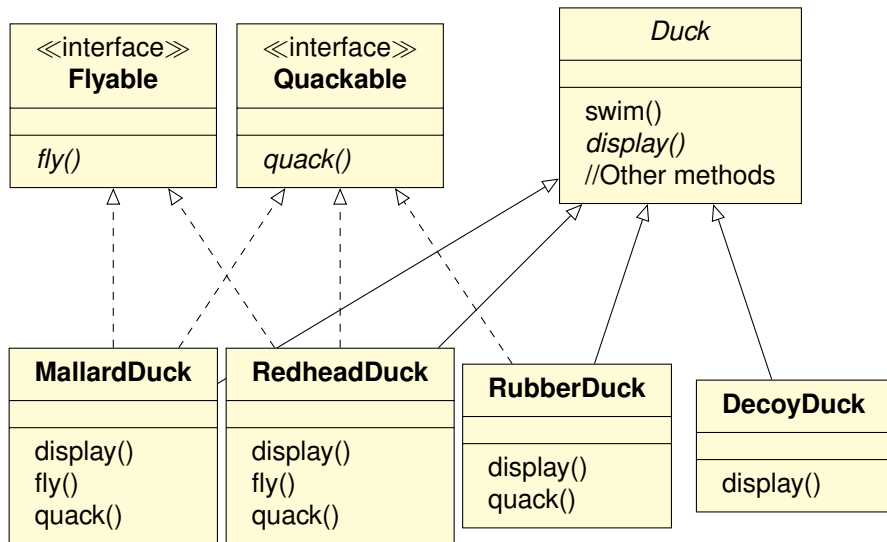 ≪interface≫
Flyable
fly()
≪interface≫
Quackable
quack()
Duck
swim()
display()
//Other methods
MallardDuck
display()
fly()
quack()
RedheadDuck
display()
fly()
quack()
RubberDuck
display()
quack()
DecoyDuck
display()